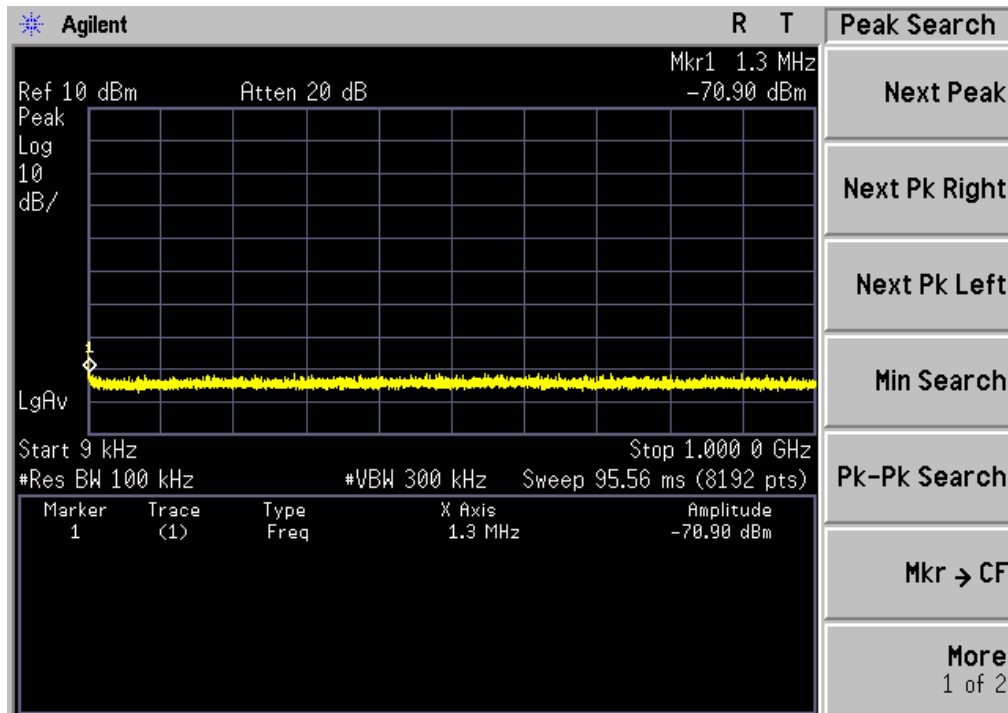 Agilent R T
Peak Search
Mkr1 1.3 MHz
Ref 10 dBm Atten 20 dB -70.90 dBm
Peak
Log
10
dB/
1
LgAv
Start 9 kHz Stop 1.000 0 GHz
#Res BW 100 kHz #VBW 300 kHz Sweep 95.56 ms (8192 pts)
Marker Trace Type X Axis Amplitude
1 (1) Freq 1.3 MHz -70.90 dBm
Next Peak
Next Pk Right
Next Pk Left
Min Search
Pk-Pk Search
Mkr → CF
More
1 of 2